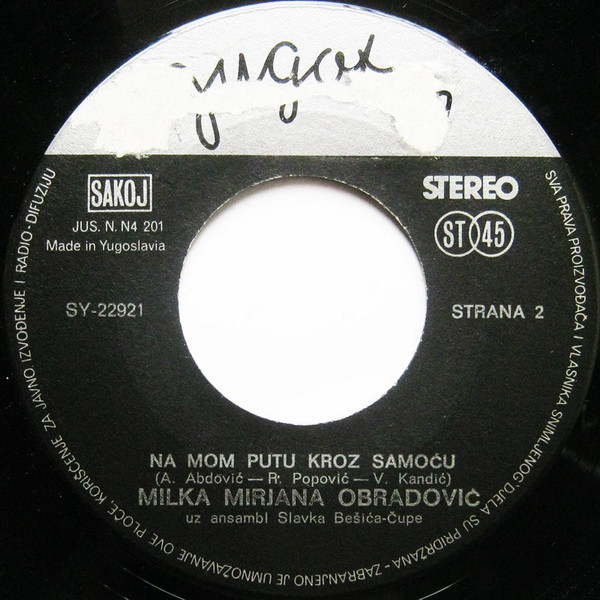 SAKOJ
JUS. N. N4 201
Made in Yugoslavia
STEREO
ST 45
SY-22921
STRANA 2
NA MOM PUTU KROZ SAMOĆU
(A. Abdović — R. Popović — V. Kandić)
MILKA MIRJANA OBRADOVIĆ
uz ansambl Slavka Bešića-Čupe
SVA PRAVA PROIZVOĐAČA I VLASNIKA SNIMLJENOG DJELA SU PRIDRŽANA - ZABRANJENO JE UMNOŽAVANJE OVE PLOČE, KORIŠĆENJE ZA JAVNO IZVOĐENJE I RADIO-DIFUZIJU